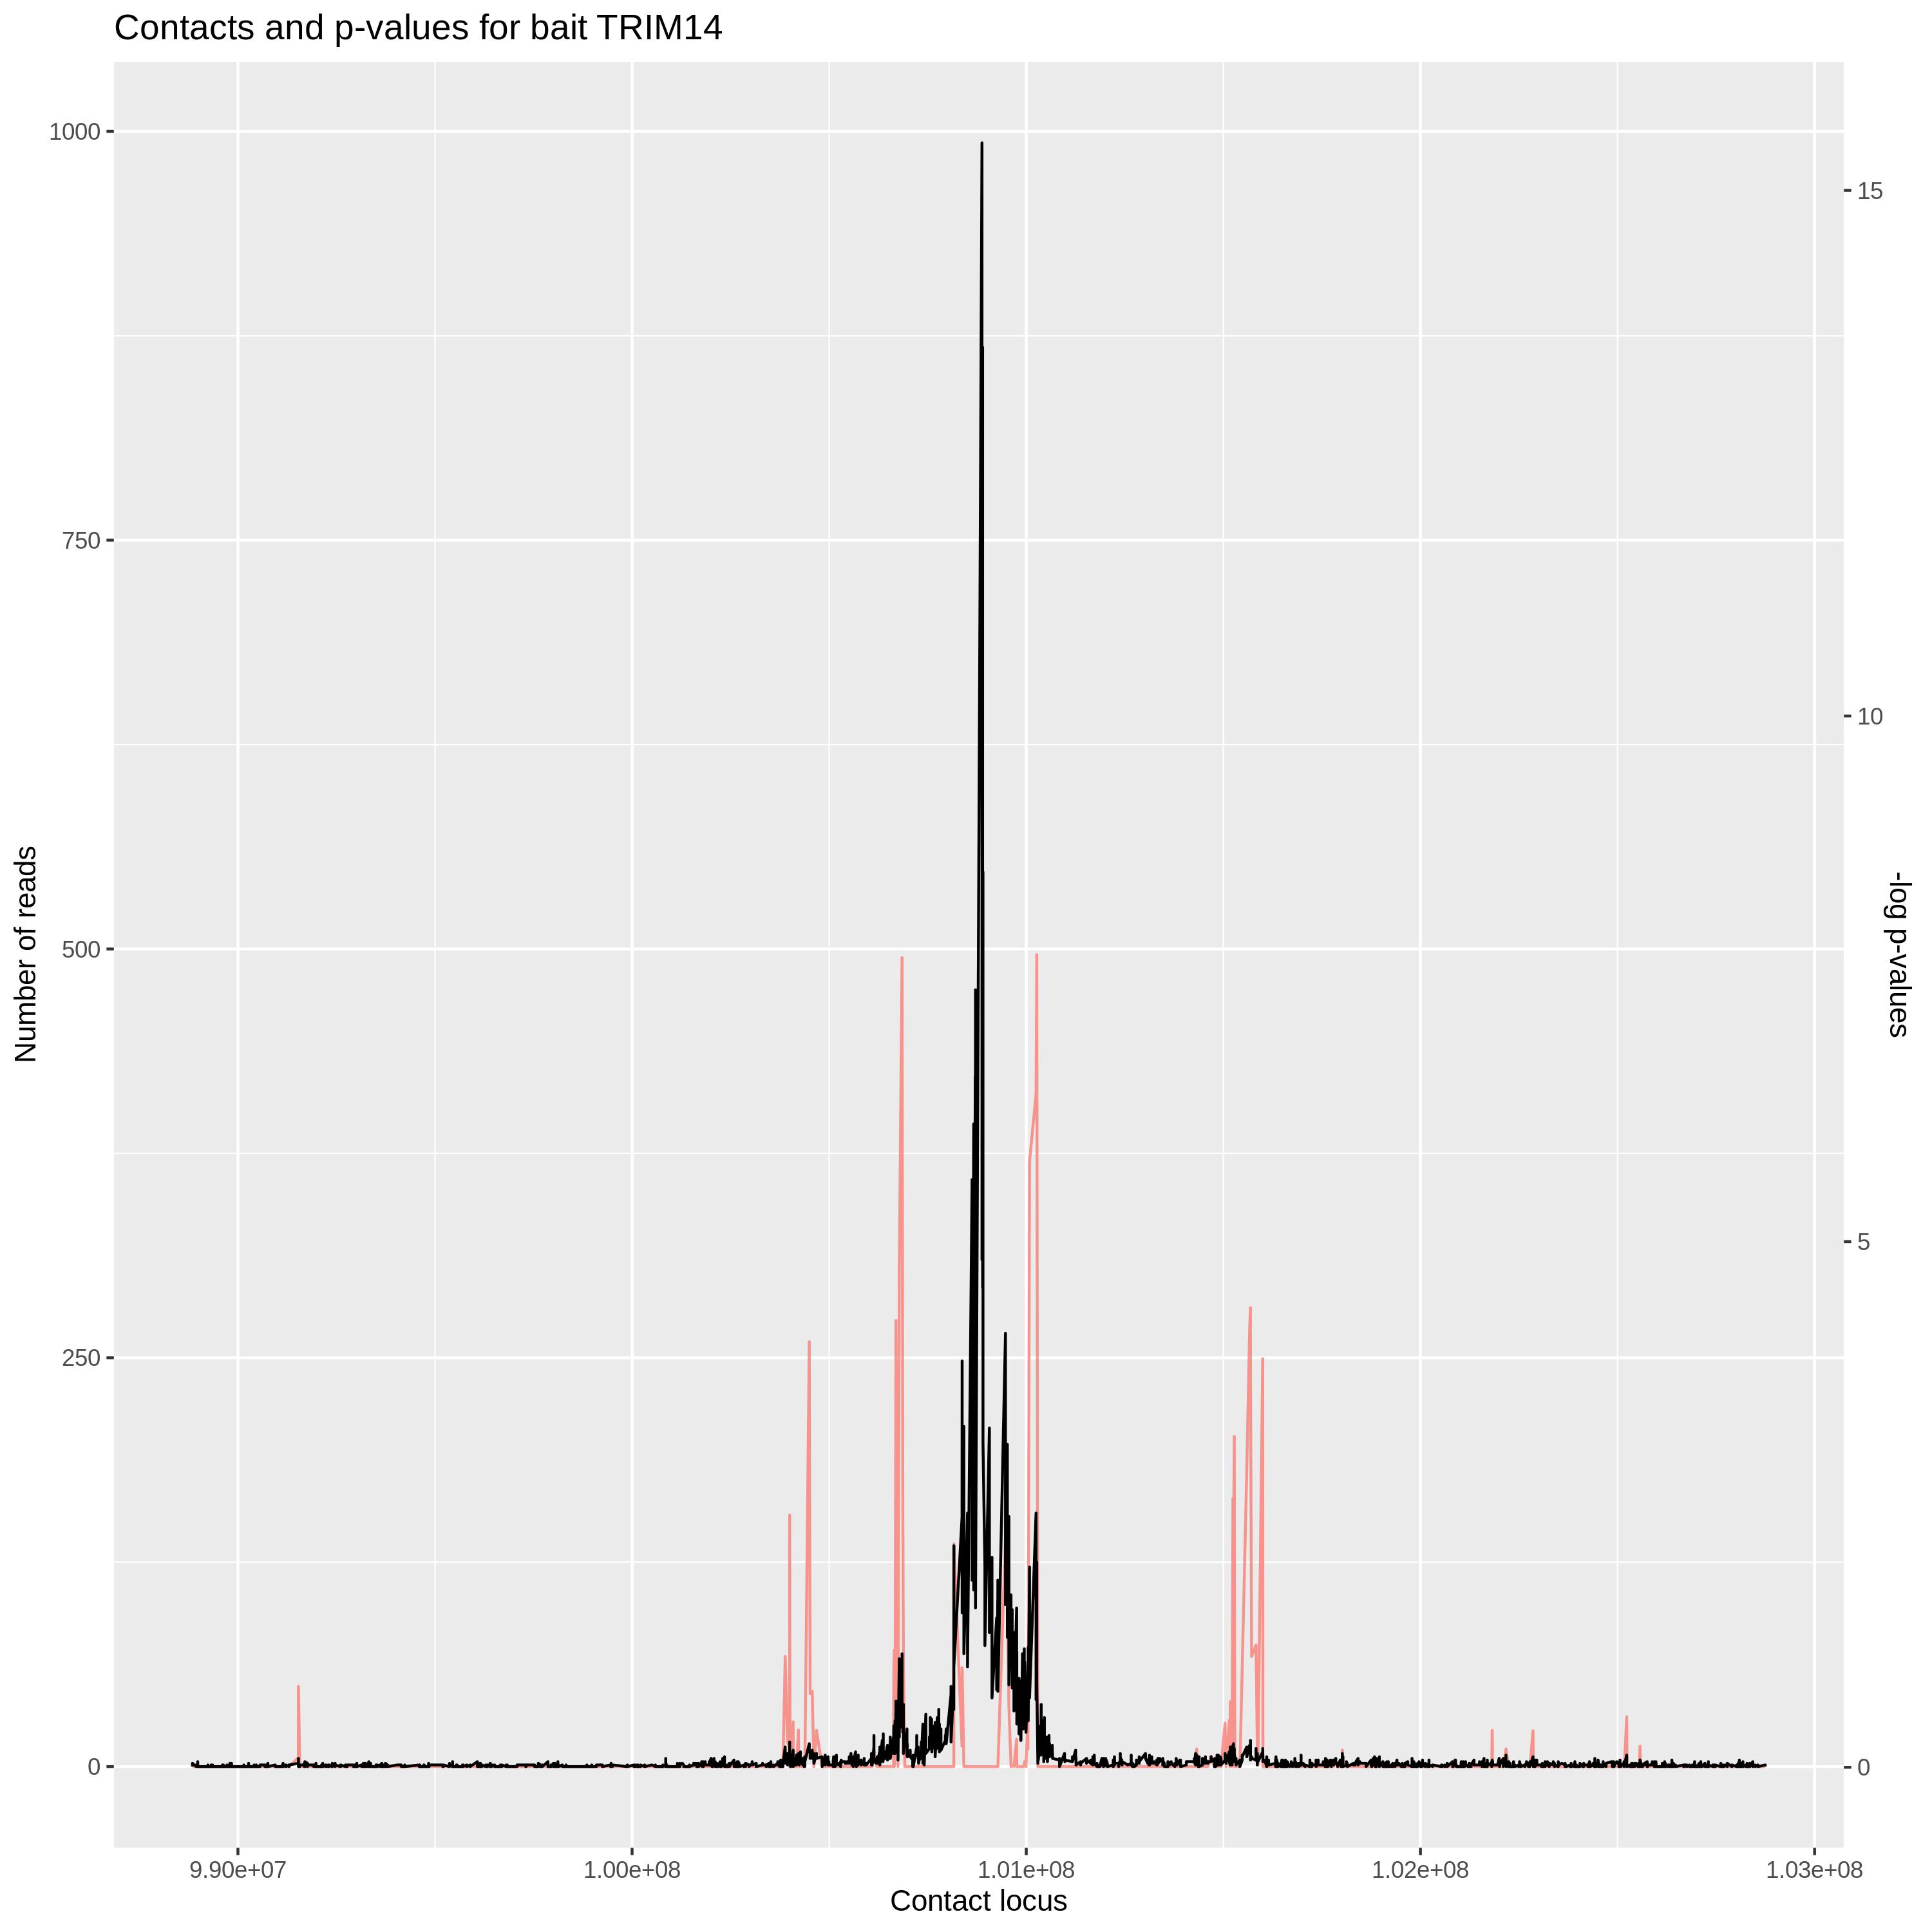 Contacts and p-values for bait TRIM14
1000
750
500
250
0
Number of reads
15
10
5
0
-log p-values
9.90e+07
1.00e+08
1.01e+08
1.02e+08
1.03e+08
Contact locus